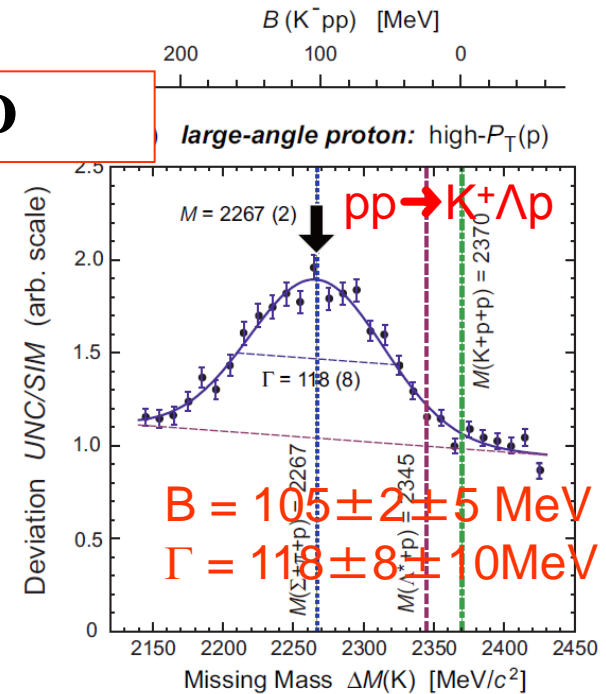 B (K⁻pp) [MeV]
200 100 0
large-angle proton: high-P_T(p)
pp→K⁺Λp
M = 2267 (2)
Γ = 118 (8)
M(Σ+π+p) = 2267
M(Λ*+p) = 2345
M(K+p+p) = 2370
B = 105±2±5 MeV
Γ = 118±8±10MeV
Deviation UNC/SIM (arb. scale)
2.5
2.0
1.5
1.0
0.5
0
2150 2200 2250 2300 2350 2400 2450
Missing Mass ΔM(K) [MeV/c²]